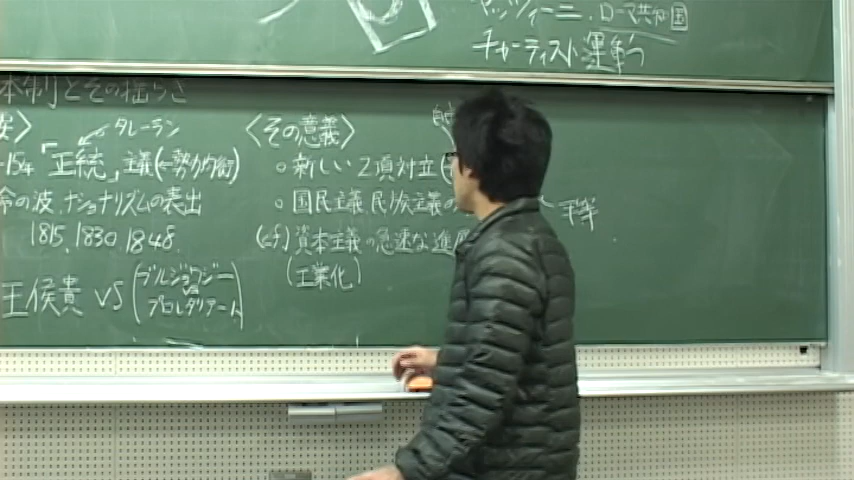 マッツィーニ・ローマ共和国
チャーティスト運動
本制とその揺らぎ
タレーラン
「正統」主義(←勢力均衡)
命の波、ナショナリズムの表出
1815, 1830 1848
王侯貴 VS (ブルジョワジー
vs
プロレタリアート)
〈その意義〉
○新しい2項対立(
○国民主義、民族主義の
(cf)資本主義の急速な進展
(工業化)
平等